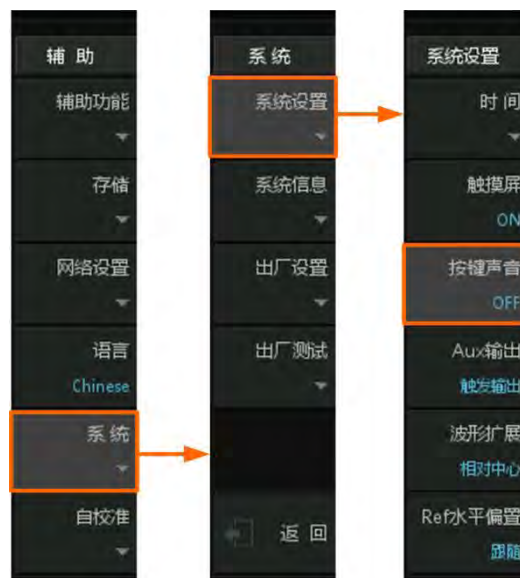 辅 助
辅助功能
存储
网络设置
语言
Chinese
系 统
自校准
系 统
系统设置
系统信息
出厂设置
出厂测试
返 回
系统设置
时 间
触摸屏
ON
按键声音
OFF
Aux输出
触发输出
波形扩展
相对中心
Ref水平偏置
跟随